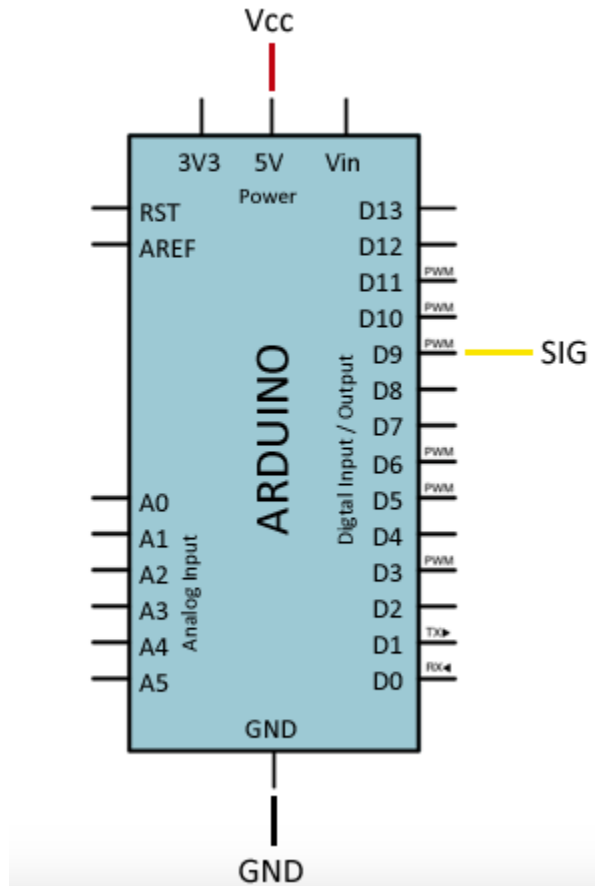 Vcc
3V3 5V Vin
Power
RST
AREF
D13
D12
D11 PWM
D10 PWM
D9 PWM SIG
D8
D7
D6 PWM
D5 PWM
D4
D3 PWM
D2
D1 TX▶
D0 RX◀
Digtal Input / Output
ARDUINO
A0
A1
A2
A3
A4
A5
Analog Input
GND
GND